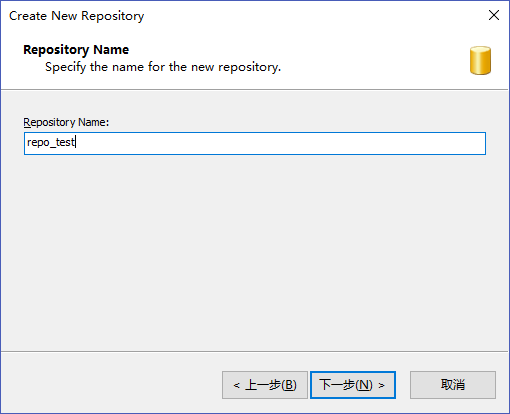 Create New Repository
Repository Name
Specify the name for the new repository.
Repository Name:
repo_test
< 上一步(B) 下一步(N) > 取消